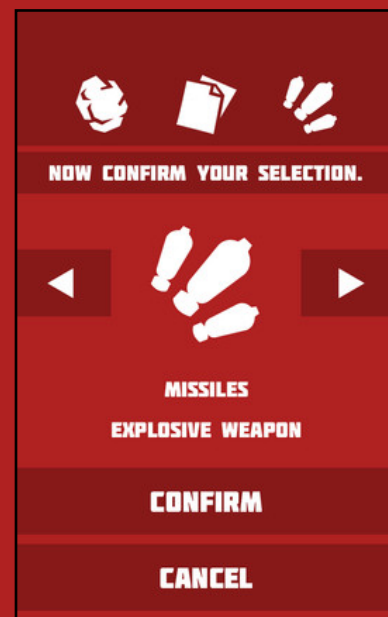 NOW CONFIRM YOUR SELECTION.
MISSILES
EXPLOSIVE WEAPON
CONFIRM
CANCEL